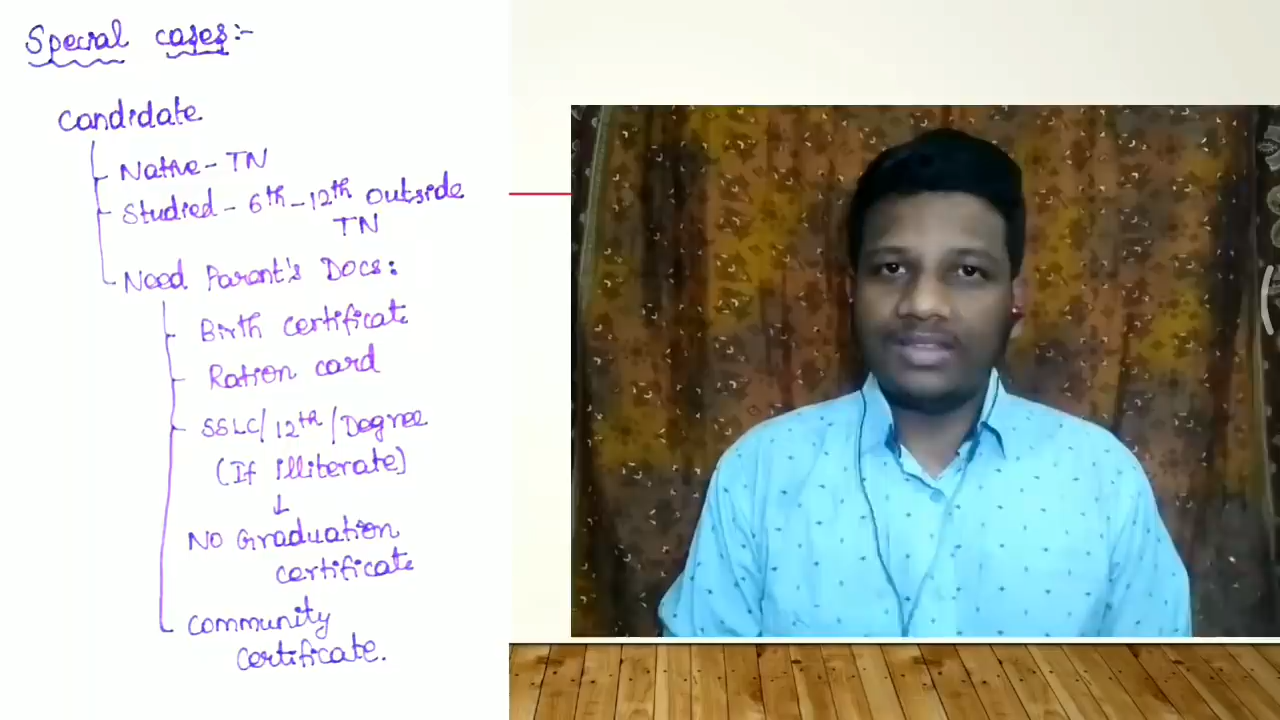 Special cases:-
Candidate
Native - TN
Studied - 6th - 12th outside
TN
Need Parent's Docs:
Birth certificate
Ration card
SSLC/12th/Degree
(If illiterate)
↓
NO Graduation
certificate
Community
certificate.